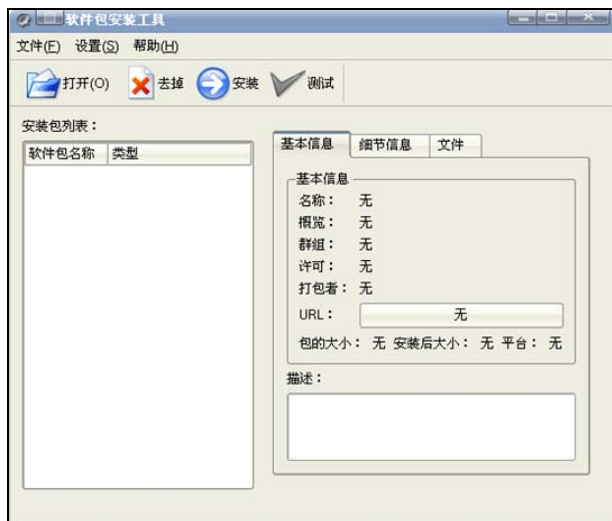 软件包安装工具
文件(F) 设置(S) 帮助(H)
打开(O) 去掉 安装 测试
安装包列表：
软件包名称 类型
基本信息 细节信息 文件
基本信息
名称： 无
概览： 无
群组： 无
许可： 无
打包者： 无
URL： 无
包的大小： 无 安装后大小： 无 平台： 无
描述：